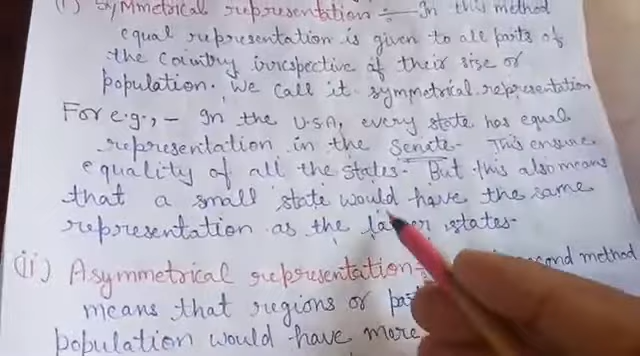 (i) Symmetrical representation :- In this method
equal representation is given to all parts of
the country irrespective of their size or
population. We call it symmetrical representation
For e.g., - In the U.S.A, every state has equal
representation in the Senate. This ensure
equality of all the states. But this also means
that a small state would have the same
representation as the larger states.
(ii) Asymmetrical representation :- second method
means that regions or
population would have more